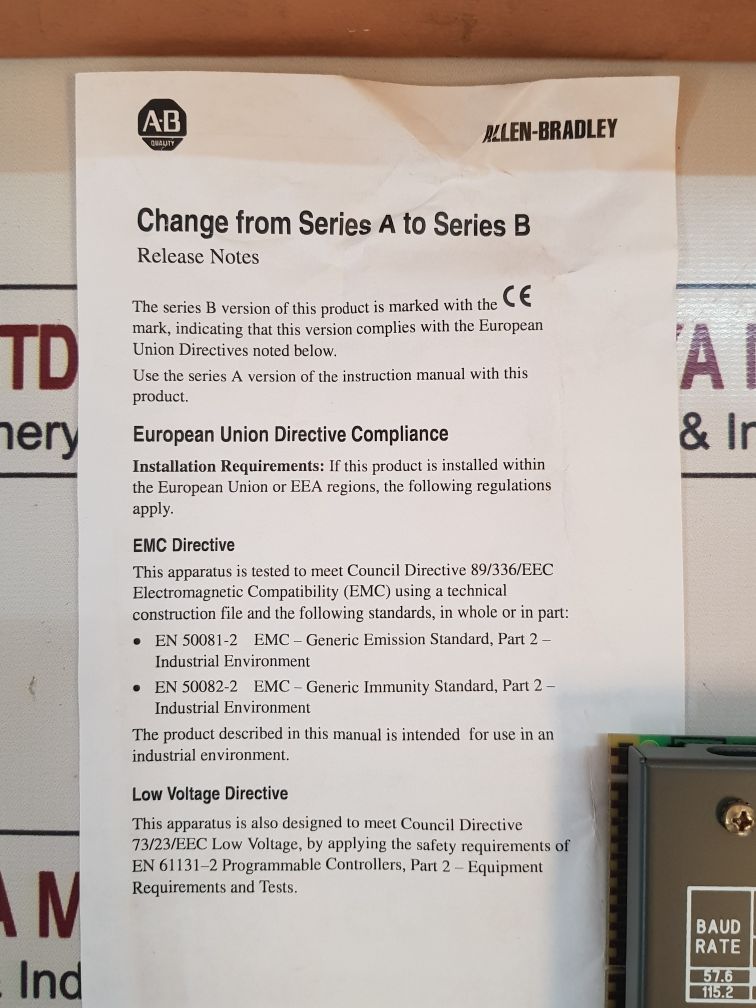 A-B
QUALITY
ALLEN-BRADLEY
Change from Series A to Series B
Release Notes
The series B version of this product is marked with the CE
mark, indicating that this version complies with the European
Union Directives noted below.
Use the series A version of the instruction manual with this
product.
European Union Directive Compliance
Installation Requirements: If this product is installed within
the European Union or EEA regions, the following regulations
apply.
EMC Directive
This apparatus is tested to meet Council Directive 89/336/EEC
Electromagnetic Compatibility (EMC) using a technical
construction file and the following standards, in whole or in part:
• EN 50081-2 EMC – Generic Emission Standard, Part 2 –
Industrial Environment
• EN 50082-2 EMC – Generic Immunity Standard, Part 2 –
Industrial Environment
The product described in this manual is intended for use in an
industrial environment.
Low Voltage Directive
This apparatus is also designed to meet Council Directive
73/23/EEC Low Voltage, by applying the safety requirements of
EN 61131–2 Programmable Controllers, Part 2 – Equipment
Requirements and Tests.
TD
nery
A M
Ind
& In
BAUD
RATE
57.6
115.2